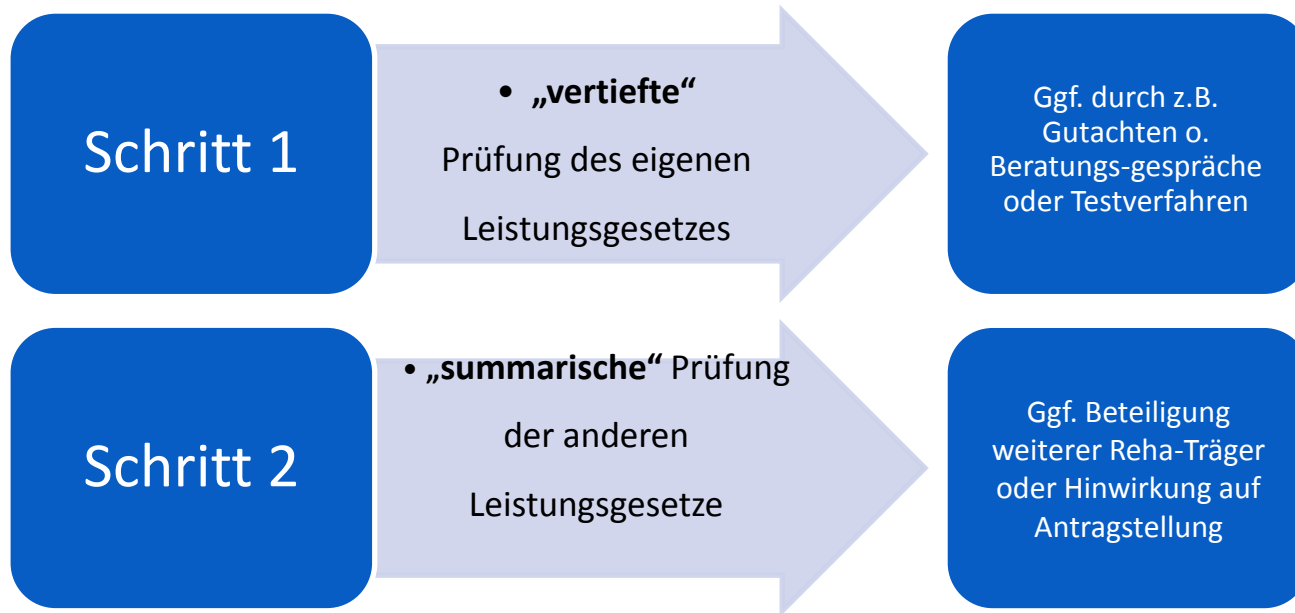 Schritt 1
• „vertiefte“
Prüfung des eigenen
Leistungsgesetzes
Ggf. durch z.B.
Gutachten o.
Beratungs-gespräche
oder Testverfahren
Schritt 2
• „summarische“ Prüfung
der anderen
Leistungsgesetze
Ggf. Beteiligung
weiterer Reha-Träger
oder Hinwirkung auf
Antragstellung